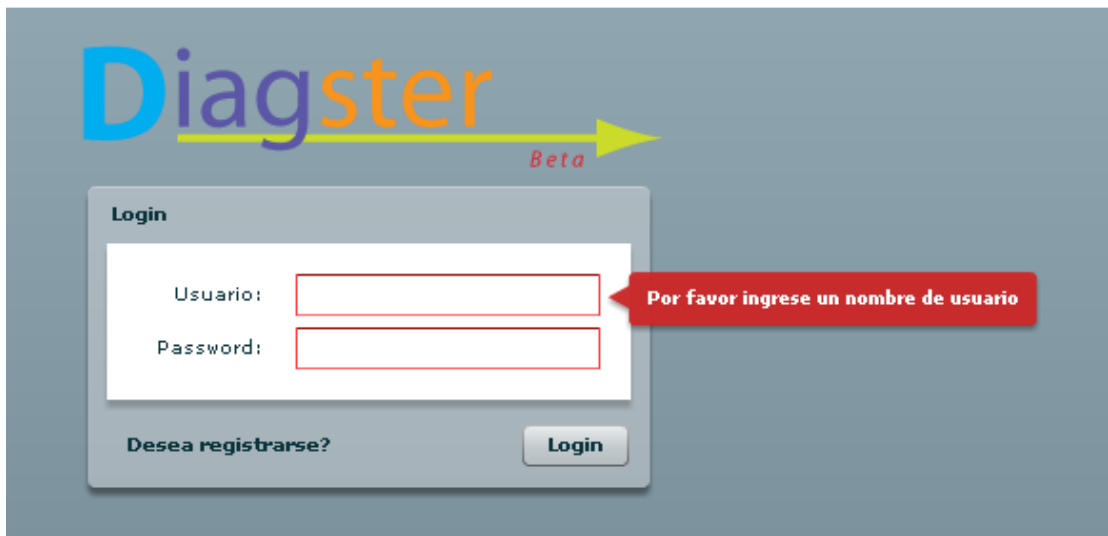 Diagster
Beta
Login
Usuario:
Por favor ingrese un nombre de usuario
Password:
Desea registrarse?
Login